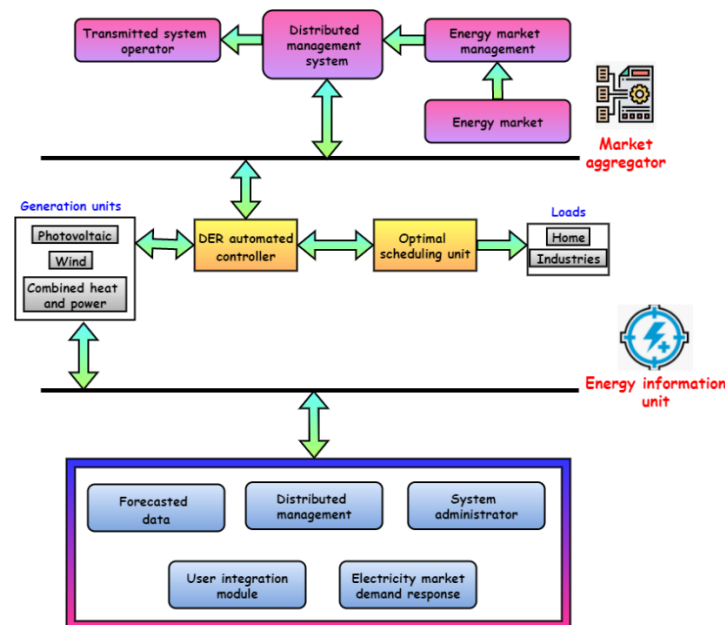 Transmitted system
operator
Distributed
management
system
Energy market
management
Energy market
Market
aggregator
Generation units
Photovoltaic
Wind
Combined heat
and power
DER automated
controller
Optimal
scheduling unit
Loads
Home
Industries
Energy information
unit
Forecasted
data
Distributed
management
System
administrator
User integration
module
Electricity market
demand response